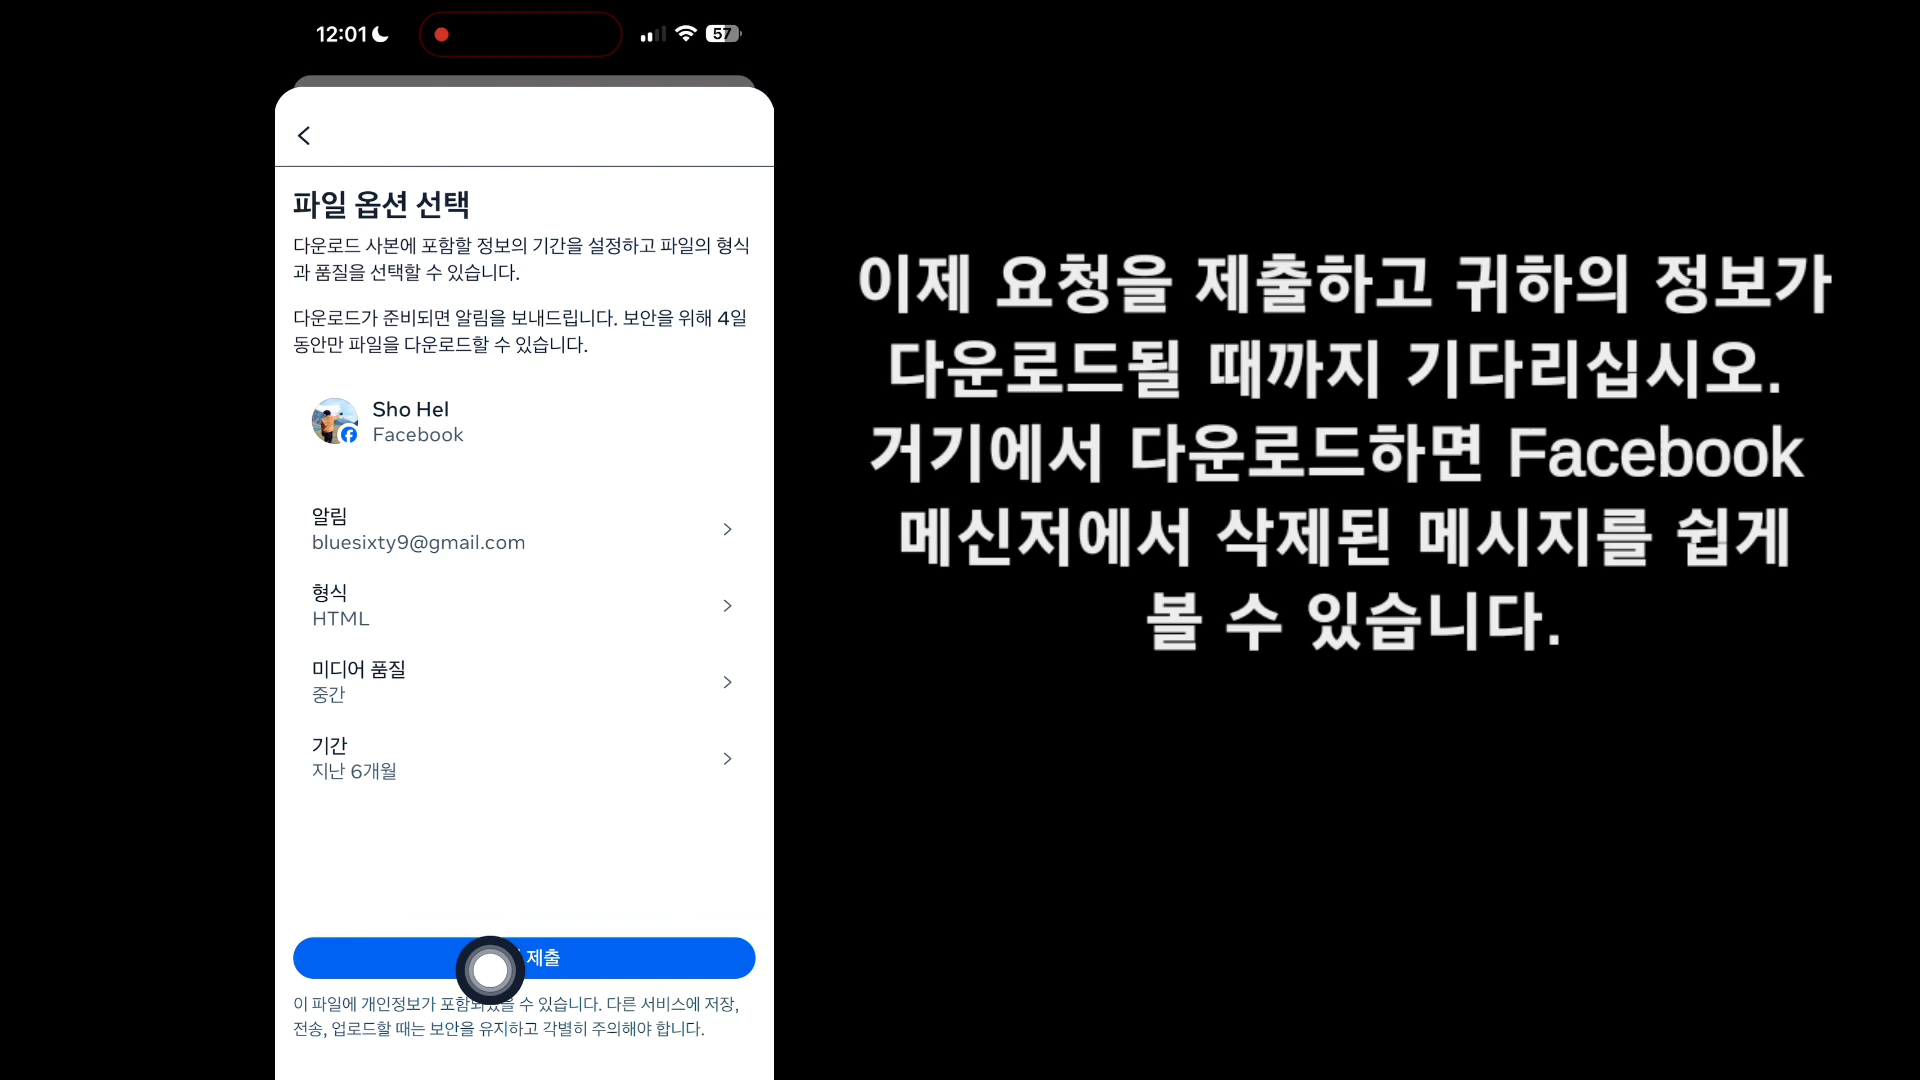 12:01
57
파일 옵션 선택
다운로드 사본에 포함할 정보의 기간을 설정하고 파일의 형식
과 품질을 선택할 수 있습니다.
다운로드가 준비되면 알림을 보내드립니다. 보안을 위해 4일
동안만 파일을 다운로드할 수 있습니다.
Sho Hel
Facebook
알림
bluesixty9@gmail.com
형식
HTML
미디어 품질
중간
기간
지난 6개월
제출
이 파일에 개인정보가 포함되었을 수 있습니다. 다른 서비스에 저장,
전송, 업로드할 때는 보안을 유지하고 각별히 주의해야 합니다.
이제 요청을 제출하고 귀하의 정보가
다운로드될 때까지 기다리십시오.
거기에서 다운로드하면 Facebook
메신저에서 삭제된 메시지를 쉽게
볼 수 있습니다.